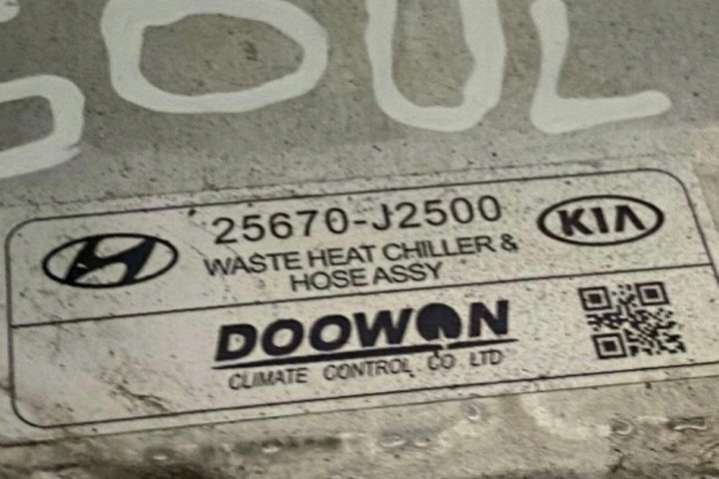 SOUL
25670-J2500
KIA
WASTE HEAT CHILLER &
HOSE ASSY
DOOWON
CLIMATE CONTROL CO LTD